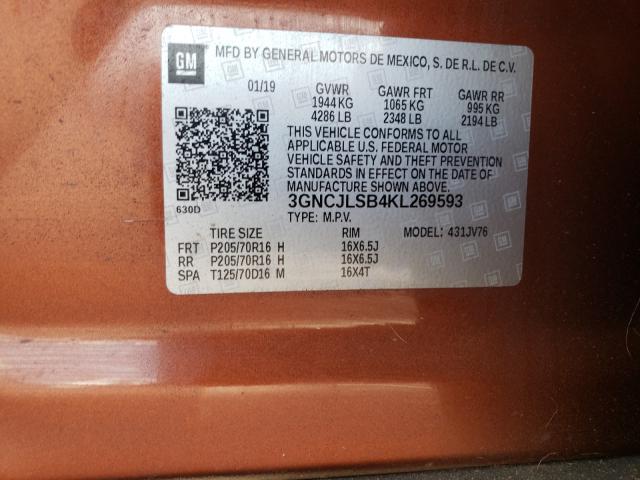 GM
MFD BY GENERAL MOTORS DE MEXICO, S. DE R.L. DE C.V.
01/19 GVWR GAWR FRT GAWR RR
1944 KG 1065 KG 995 KG
4286 LB 2348 LB 2194 LB
THIS VEHICLE CONFORMS TO ALL
APPLICABLE U.S. FEDERAL MOTOR
VEHICLE SAFETY AND THEFT PREVENTION
STANDARDS IN EFFECT ON THE DATE OF
MANUFACTURE SHOWN ABOVE.
630D 3GNCJLSB4KL269593
TYPE: M.P.V.
TIRE SIZE RIM MODEL: 431JV76
FRT P205/70R16 H 16X6.5J
RR P205/70R16 H 16X6.5J
SPA T125/70D16 M 16X4T